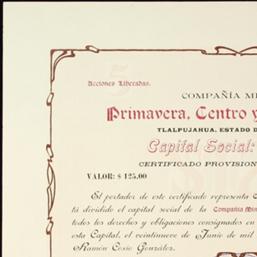 Acciones Liberadas.
COMPAÑÍA MI
Primavera, Centro y
TLALPUJAHUA, ESTADO D
Capital Social:
CERTIFICADO PROVISION
VALOR: $ 125.00
El portador de este certificado representa
tá dividido el capital social de la Compañía Min
todos los derechos y obligaciones consignados en
esta Capital, el veintinueve de Junio de mil
Ramón Cosío González.